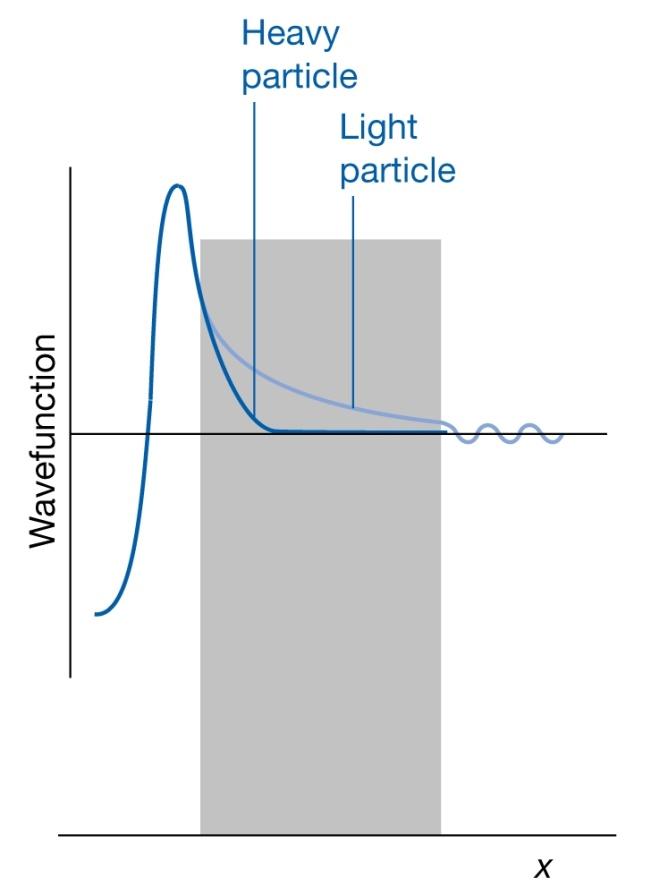 Heavy
particle
Light
particle
Wavefunction
x